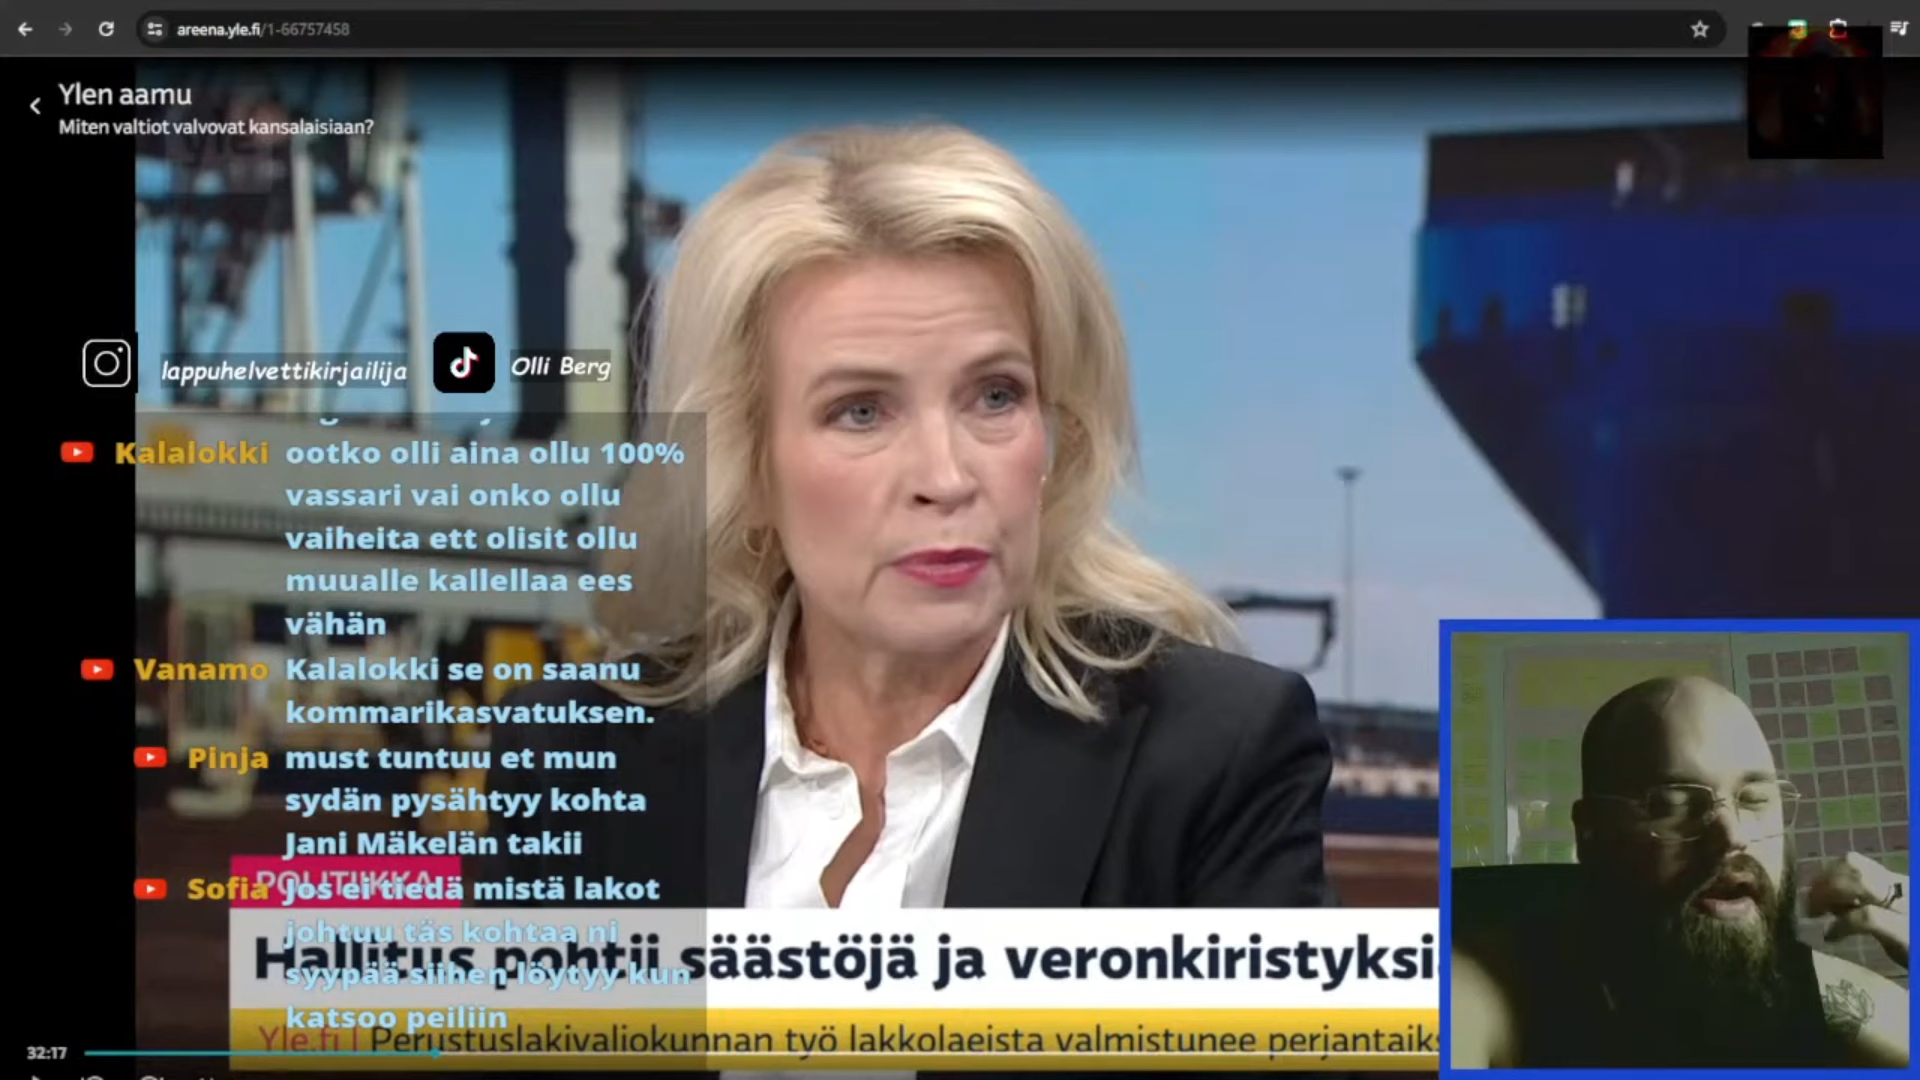 areena.yle.fi/1-66757458
Ylen aamu
Miten valtiot valvovat kansalaisiaan?
lappuhelvettikirjailija
Olli Berg
Kalalokki ootko olli aina ollu 100%
vassari vai onko ollu
vaiheita ett olisit ollu
muualle kallellaa ees
vähän
Vanamo Kalalokki se on saanu
kommarikasvatuksen.
Pinja must tuntuu et mun
sydän pysähtyy kohta
Jani Mäkelän takii
POLITIIKKA
Sofia Jos ei tiedä mistä lakot
johtuu täs kohtaa ni
syypää siihen löytyy kun
katsoo peiliin
Hallitus pohtii säästöjä ja veronkiristyksi
Yle.fi | Perustuslakivaliokunnan työ lakkolaeista valmistunee perjantaik
32:17